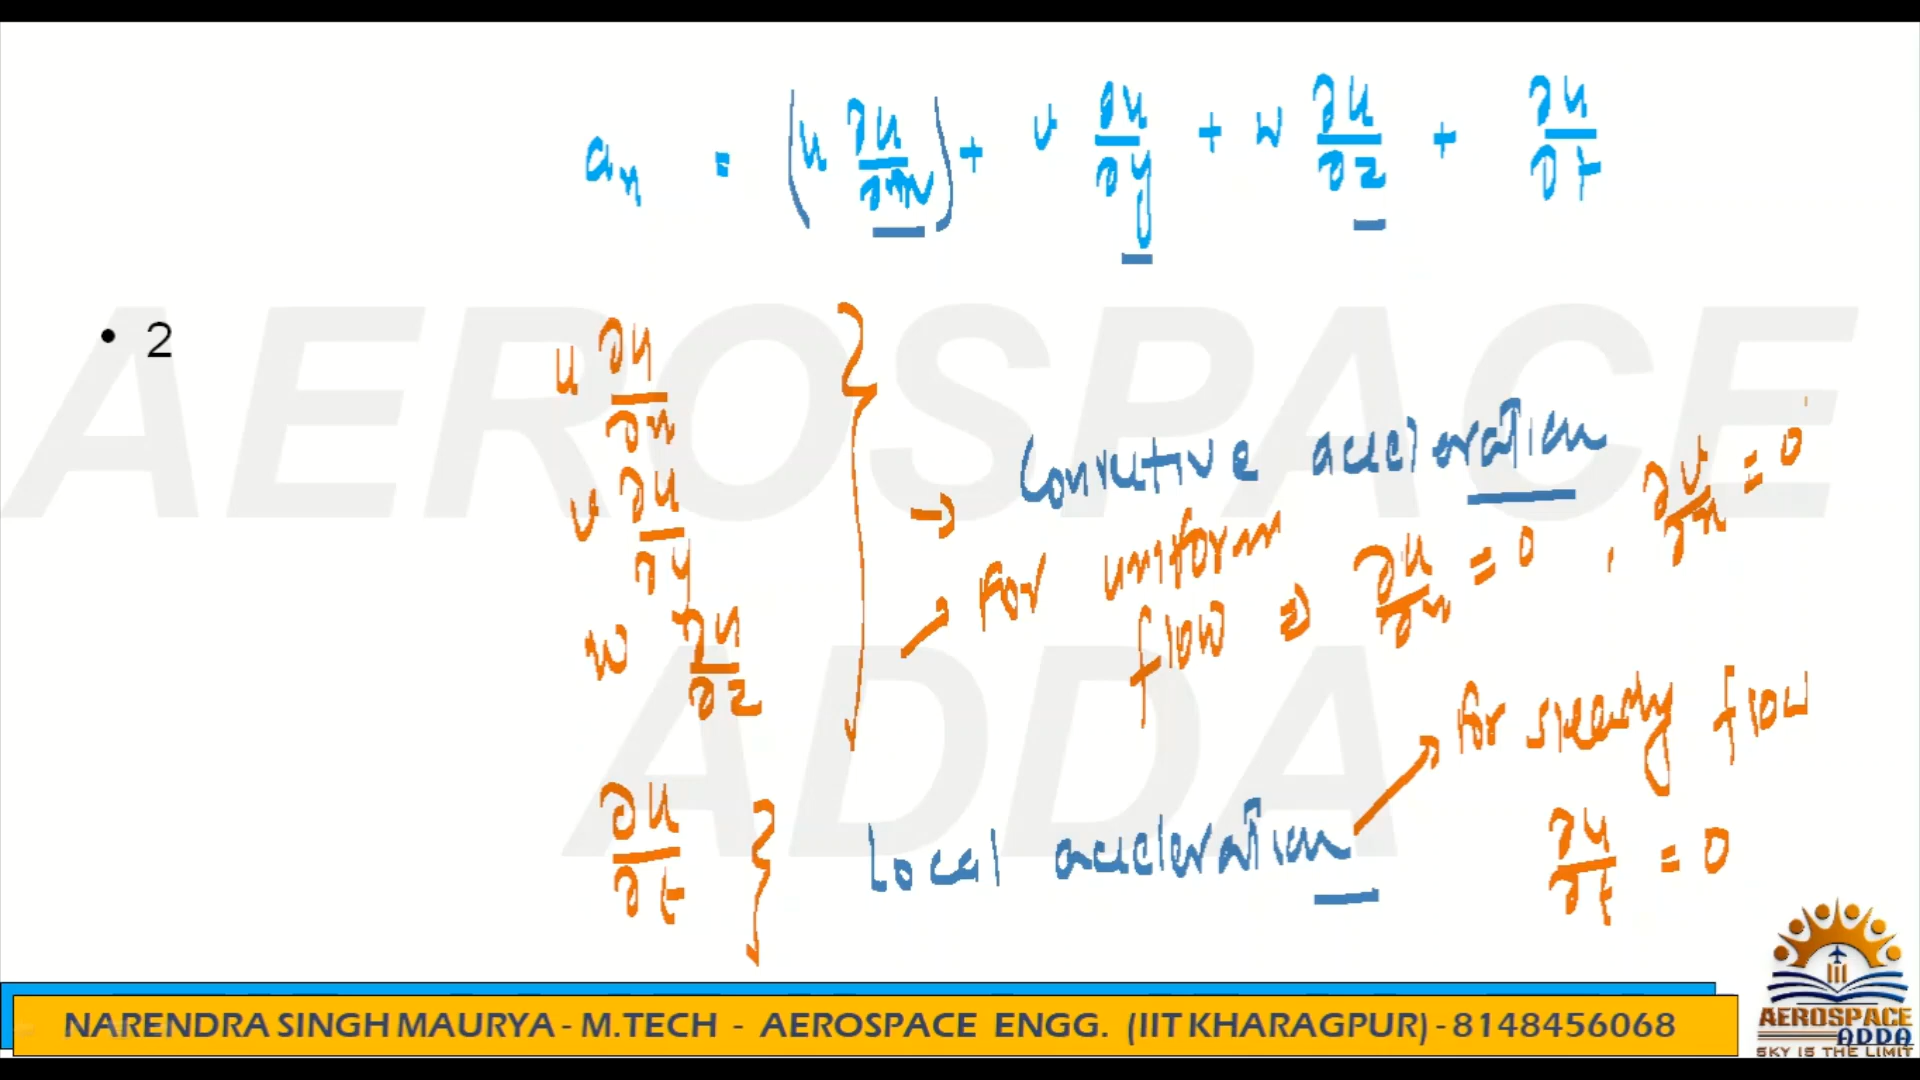 aₓ = (u ∂u/∂x) + v ∂u/∂y + w ∂u/∂z + ∂u/∂t
• 2
u ∂u/∂x
v ∂u/∂y
w ∂u/∂z
→ Convective acceleration
→ For uniform flow ⇒ ∂u/∂x = 0 , ∂v/∂x = 0
∂u/∂t } Local acceleration
→ For steady flow
∂u/∂t = 0
AEROSPACE
ADDA
NARENDRA SINGH MAURYA - M.TECH - AEROSPACE ENGG. (IIT KHARAGPUR) - 8148456068
AEROSPACE
ADDA
SKY IS THE LIMIT